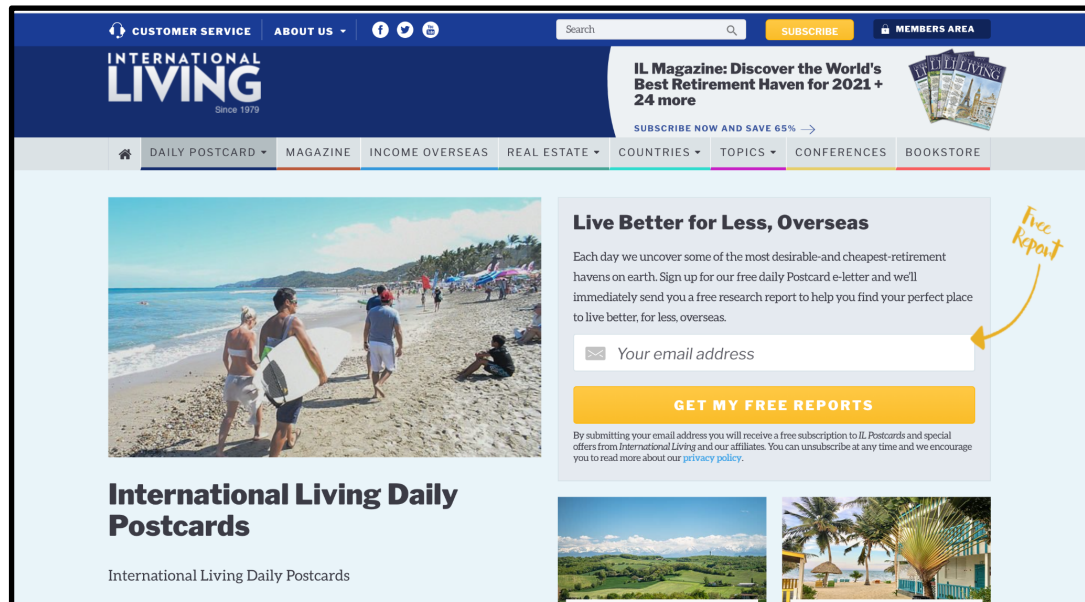 CUSTOMER SERVICE
ABOUT US
Search
SUBSCRIBE
MEMBERS AREA
INTERNATIONAL
LIVING
Since 1979
IL Magazine: Discover the World's
Best Retirement Haven for 2021 +
24 more
SUBSCRIBE NOW AND SAVE 65%
DAILY POSTCARD
MAGAZINE
INCOME OVERSEAS
REAL ESTATE
COUNTRIES
TOPICS
CONFERENCES
BOOKSTORE
Live Better for Less, Overseas
Each day we uncover some of the most desirable-and cheapest-retirement
havens on earth. Sign up for our free daily Postcard e-letter and we'll
immediately send you a free research report to help you find your perfect place
to live better, for less, overseas.
Free
Report
Your email address
GET MY FREE REPORTS
By submitting your email address you will receive a free subscription to IL Postcards and special
offers from International Living and our affiliates. You can unsubscribe at any time and we encourage
you to read more about our privacy policy.
International Living Daily
Postcards
International Living Daily Postcards